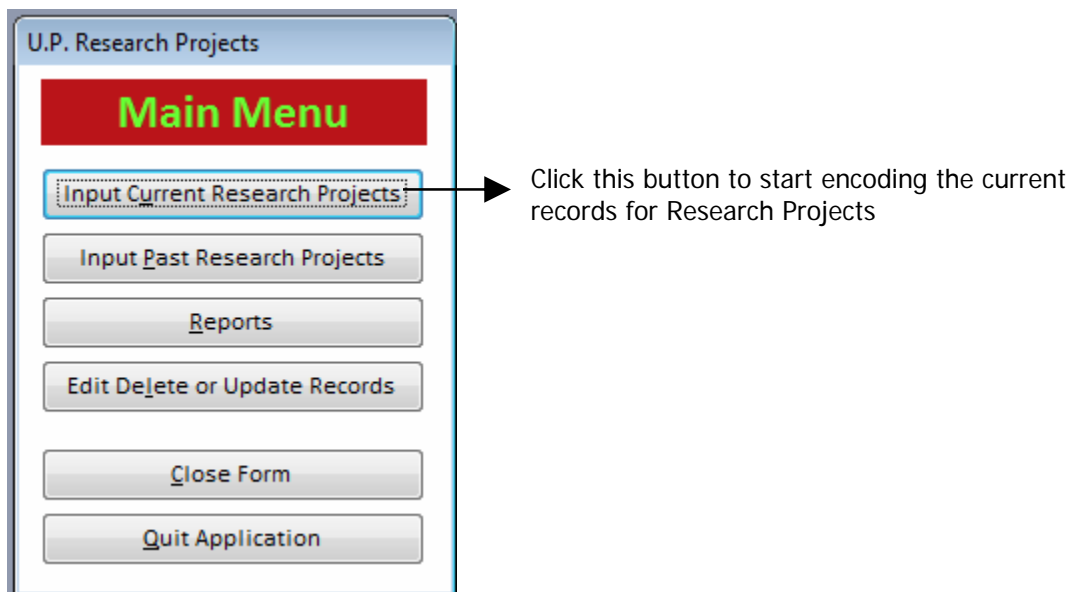 U.P. Research Projects
Main Menu
Input Current Research Projects
Click this button to start encoding the current
records for Research Projects
Input Past Research Projects
Reports
Edit Delete or Update Records
Close Form
Quit Application